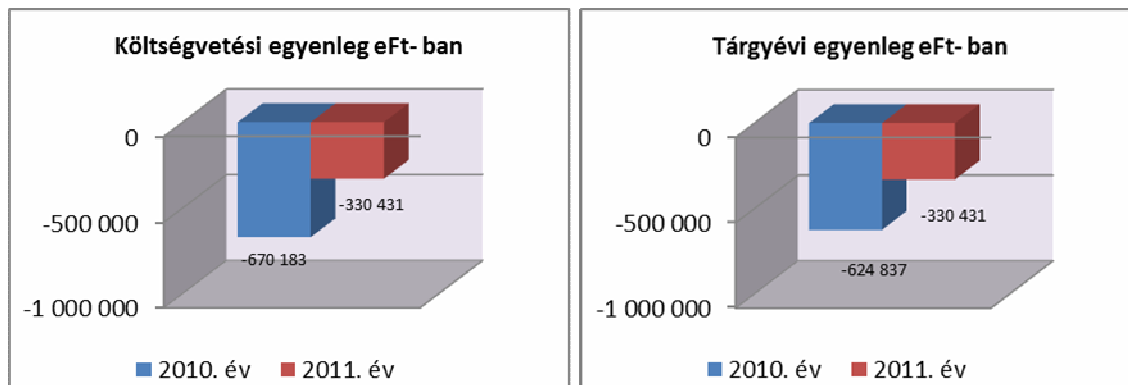 Költségvetési egyenleg eFt- ban
0
-500 000
-1 000 000
-330 431
-670 183
2010. év 2011. év
Tárgyévi egyenleg eFt- ban
0
-500 000
-1 000 000
-330 431
-624 837
2010. év 2011. év